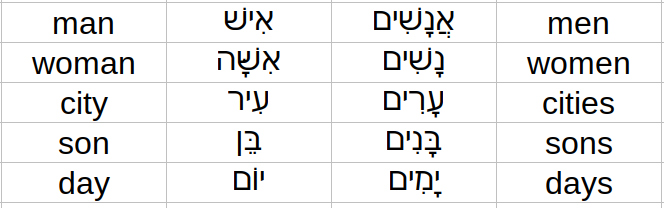 man אִישׁ אֲנָשִׁים men
woman אִשָּׁה נָשִׁים women
city עִיר עָרִים cities
son בֵּן בָּנִים sons
day יוֹם יָמִים days